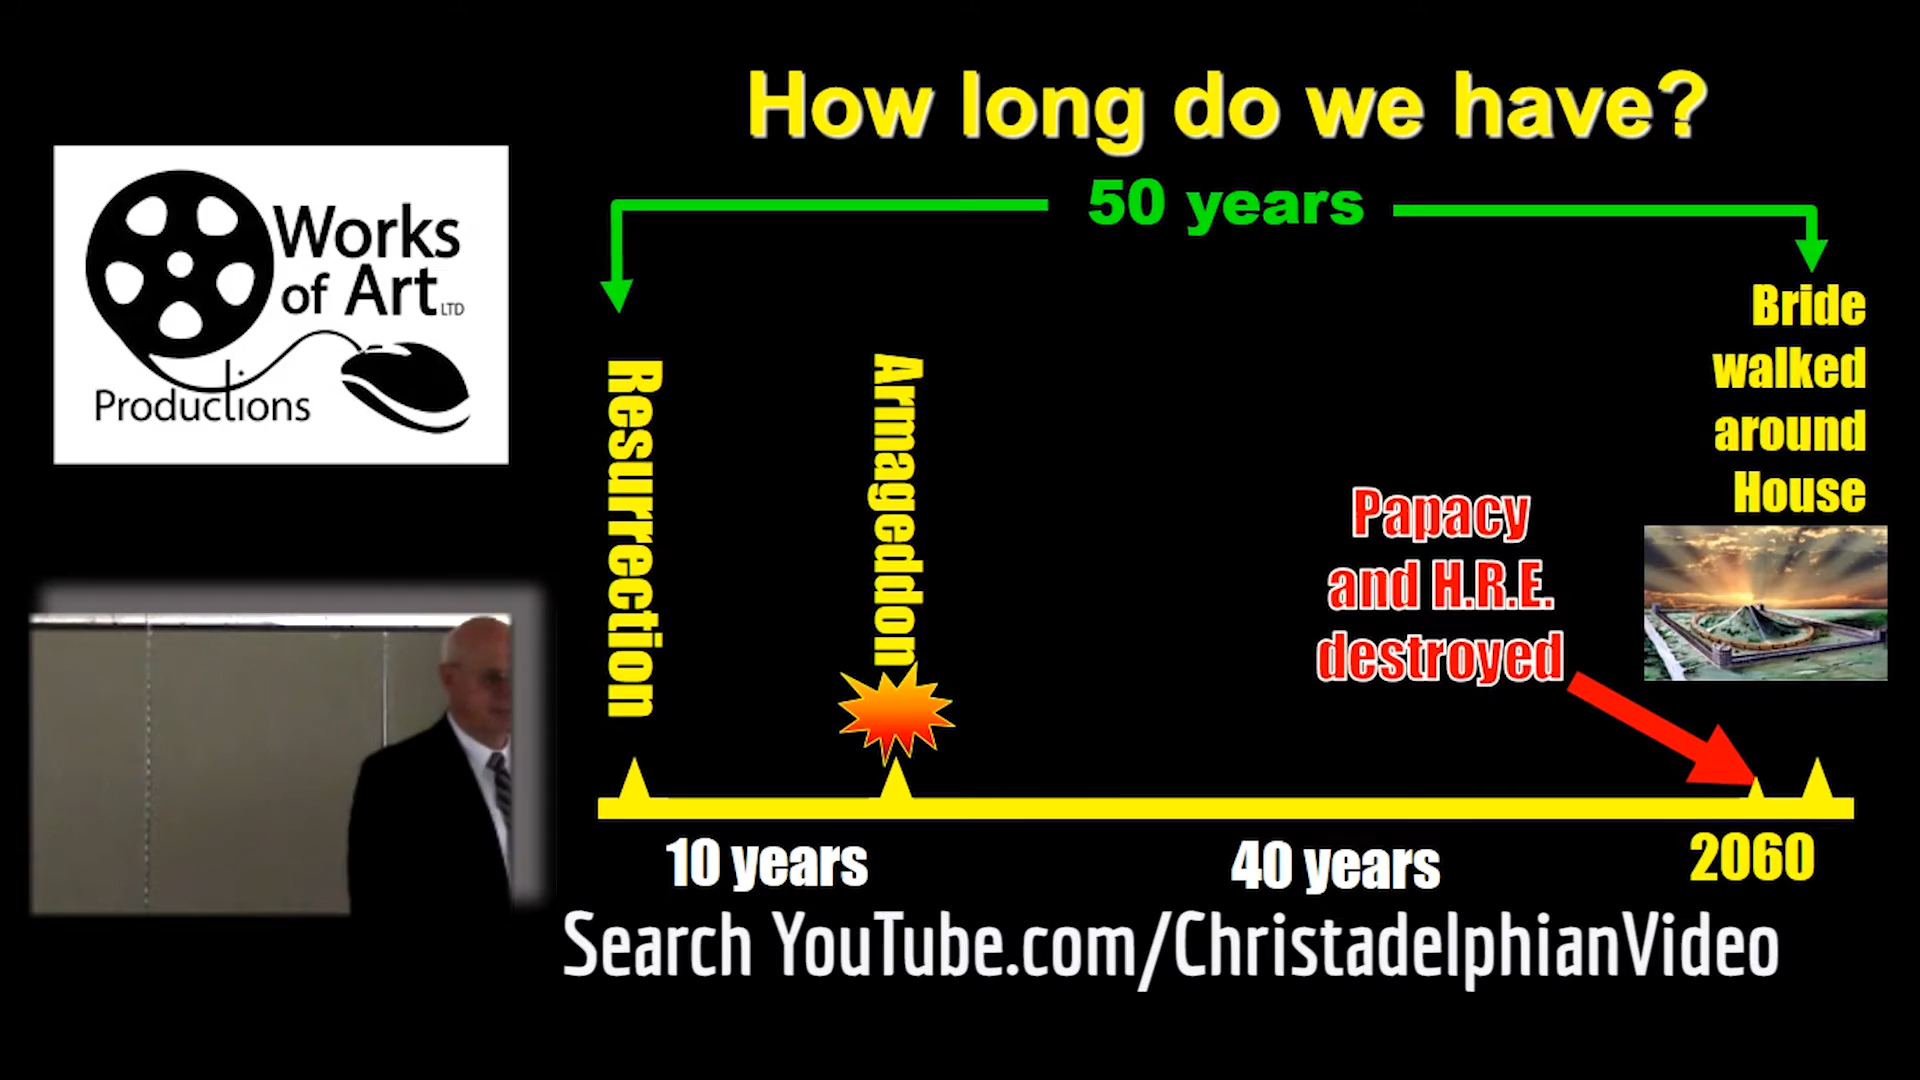 How long do we have?
50 years
Works
of Art LTD
Productions
Resurrection
Armageddon
Bride
walked
around
House
Papacy
and H.R.E.
destroyed
10 years
40 years
2060
Search YouTube.com/ChristadelphianVideo